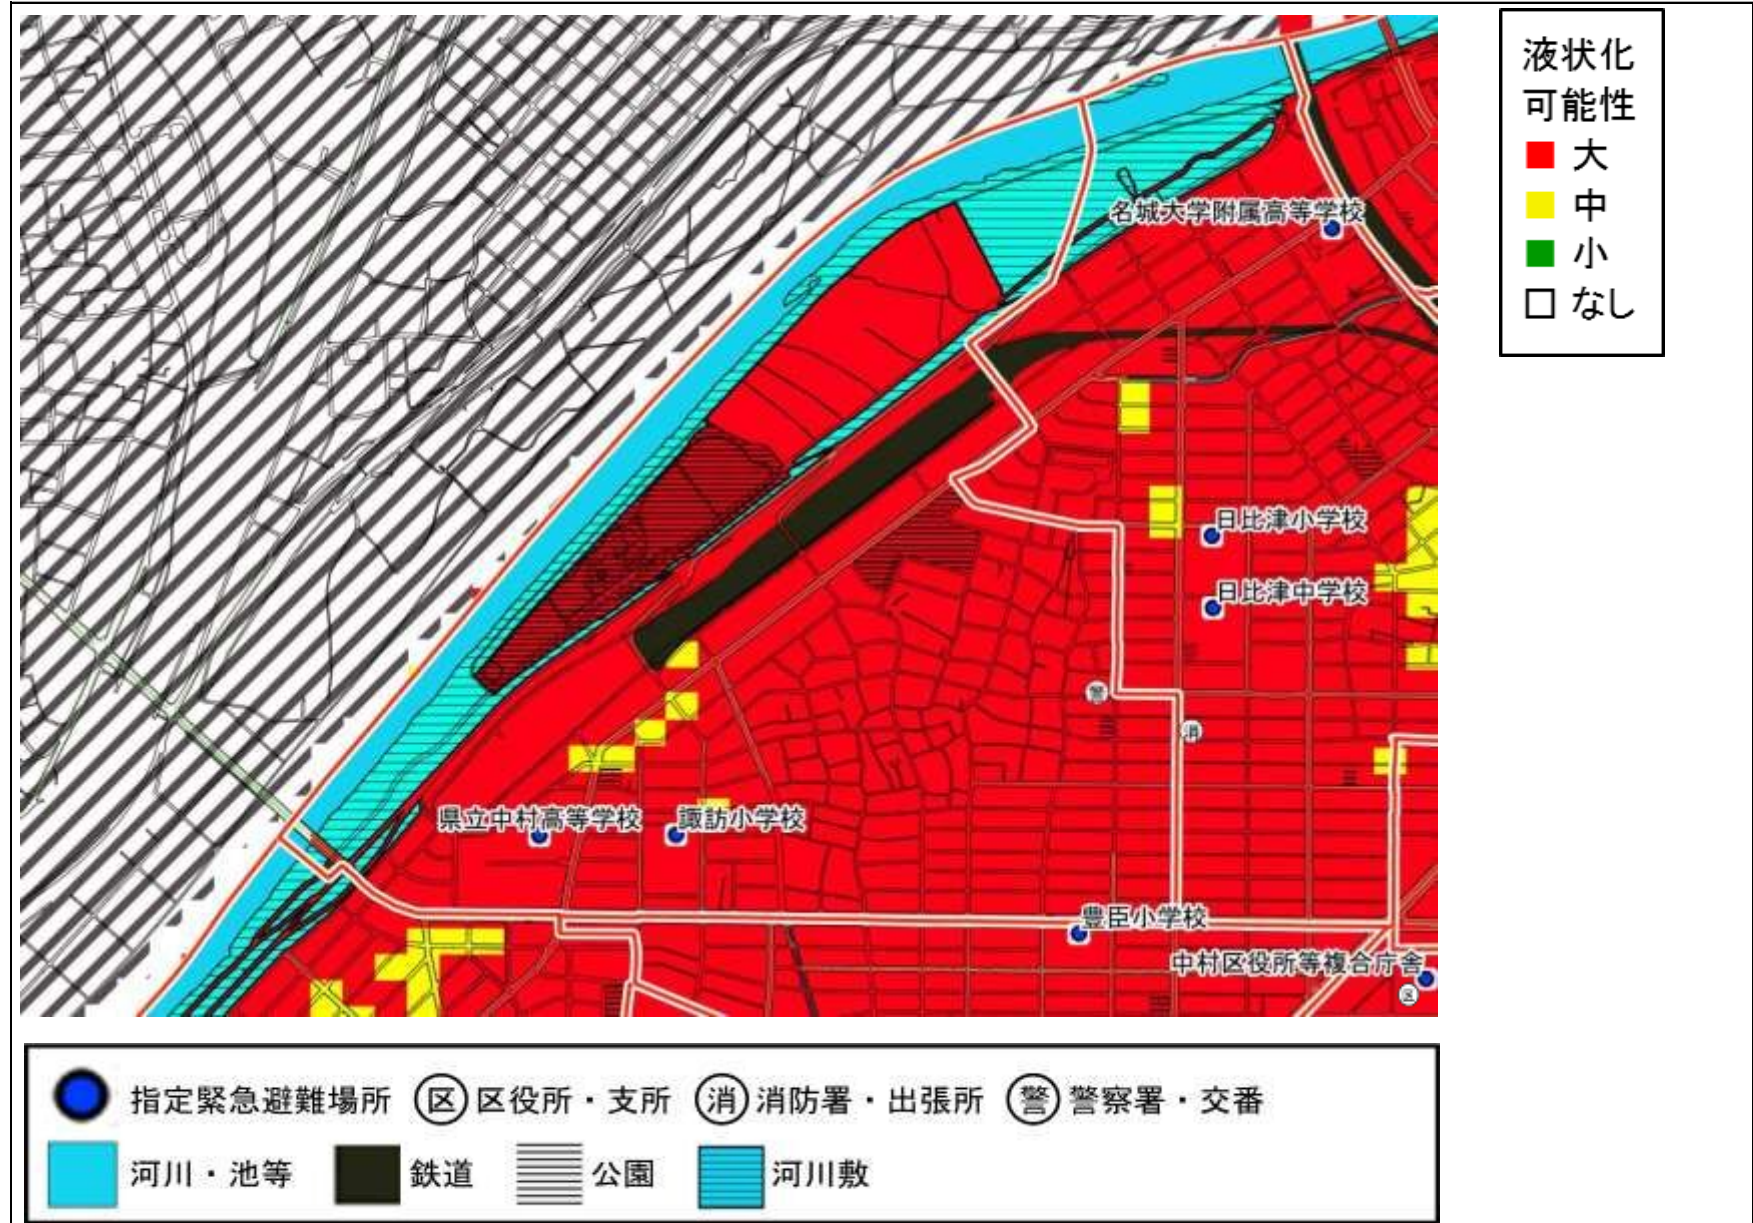 液状化
可能性
大
中
小
なし
名城大学附属高等学校
日比津小学校
日比津中学校
警
消
県立中村高等学校
諏訪小学校
豊臣小学校
中村区役所等複合庁舎
区
指定緊急避難場所 区 区役所・支所 消 消防署・出張所 警 警察署・交番
河川・池等 鉄道 公園 河川敷